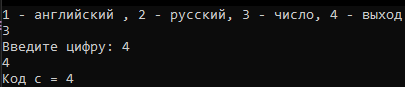 1 - английский , 2 - русский, 3 - число, 4 - выход
3
Введите цифру: 4
4
Код с = 4